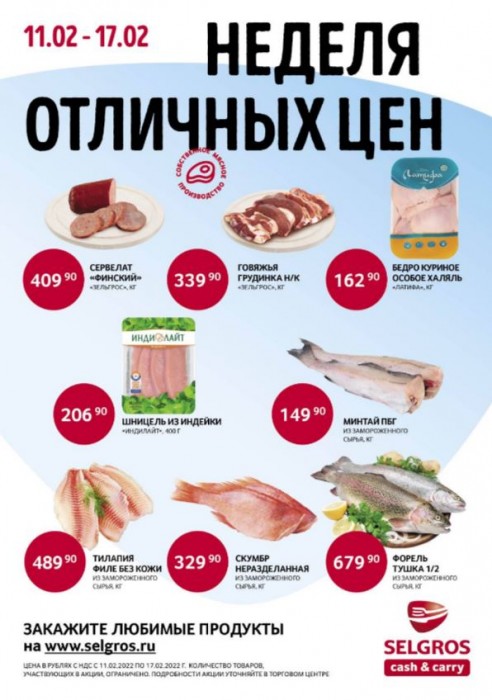 11.02 - 17.02
НЕДЕЛЯ
ОТЛИЧНЫХ ЦЕН
СОБСТВЕННОЕ МЯСНОЕ
ПРОИЗВОДСТВО
Латифа
409 90
СЕРВЕЛАТ
«ФИНСКИЙ»
«ЗЕЛЬГРОС», КГ
339 90
ГОВЯЖЬЯ
ГРУДИНКА Н/К
«ЗЕЛЬГРОС», КГ
162 90
БЕДРО КУРИНОЕ
ОСОБОЕ ХАЛЯЛЬ
«ЛАТИФА», КГ
ИНДИЛАЙТ
206 90
ШНИЦЕЛЬ ИЗ ИНДЕЙКИ
«ИНДИЛАЙТ», 400 Г
149 90
МИНТАЙ ПБГ
ИЗ ЗАМОРОЖЕННОГО
СЫРЬЯ, КГ
489 90
ТИЛАПИЯ
ФИЛЕ БЕЗ КОЖИ
ИЗ ЗАМОРОЖЕННОГО
СЫРЬЯ, КГ
329 90
СКУМБР
НЕРАЗДЕЛАННАЯ
ИЗ ЗАМОРОЖЕННОГО
СЫРЬЯ, КГ
679 90
ФОРЕЛЬ
ТУШКА 1/2
ИЗ ЗАМОРОЖЕННОГО
СЫРЬЯ, КГ
ЗАКАЖИТЕ ЛЮБИМЫЕ ПРОДУКТЫ
на www.selgros.ru
ЦЕНА В РУБЛЯХ С НДС С 11.02.2022 ПО 17.02.2022 Г. КОЛИЧЕСТВО ТОВАРОВ,
УЧАСТВУЮЩИХ В АКЦИИ, ОГРАНИЧЕНО. ПОДРОБНОСТИ АКЦИИ УТОЧНЯЙТЕ В ТОРГОВОМ ЦЕНТРЕ
SELGROS
cash & carry